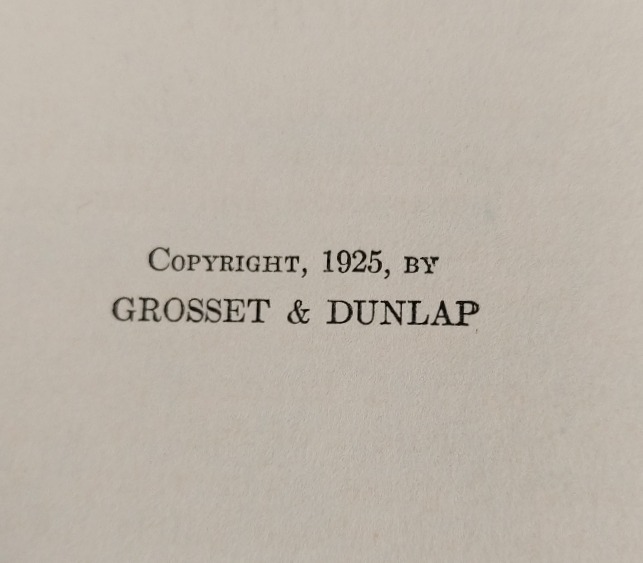 Copyright, 1925, by
GROSSET & DUNLAP